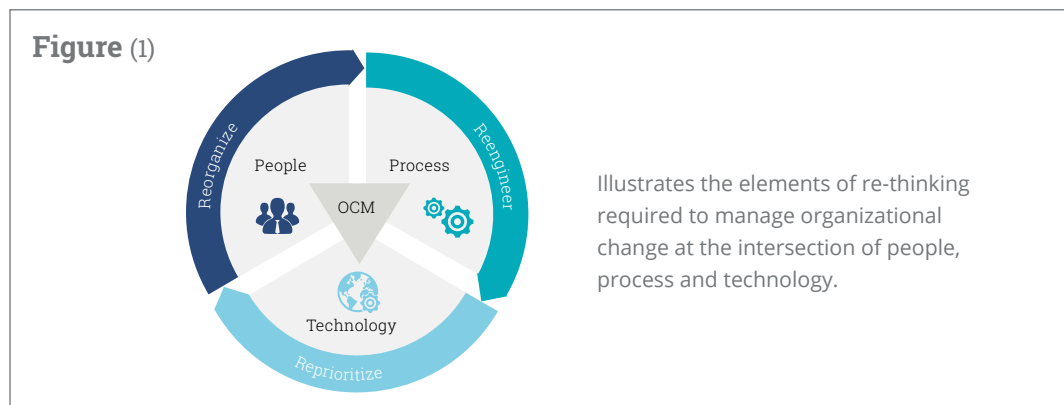 Figure (1)
Reorganize
Reengineer
People
Process
OCM
Technology
Reprioritize
Illustrates the elements of re-thinking
required to manage organizational
change at the intersection of people,
process and technology.